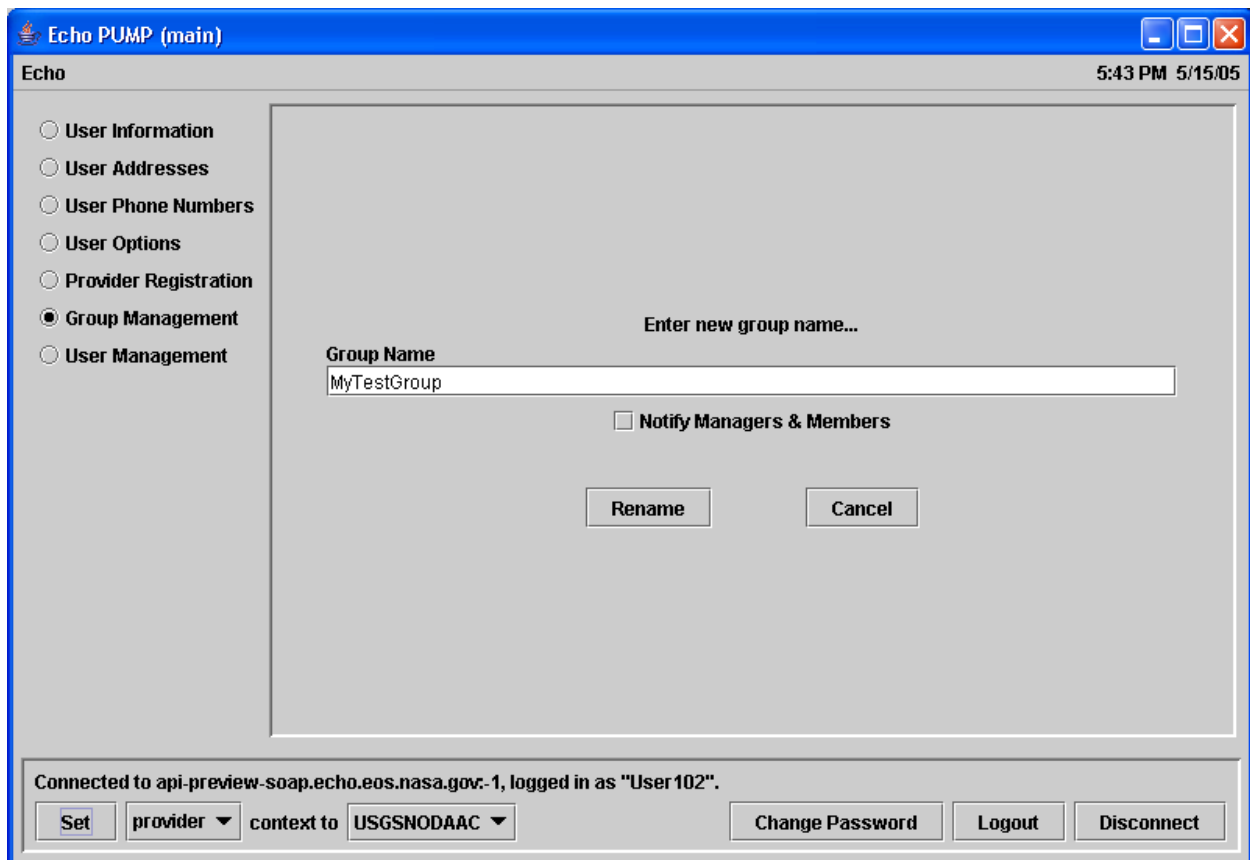 Echo PUMP (main)
Echo 5:43 PM 5/15/05
User Information
User Addresses
User Phone Numbers
User Options
Provider Registration
Group Management
User Management
Enter new group name...
Group Name
MyTestGroup
Notify Managers & Members
Rename Cancel
Connected to api-preview-soap.echo.eos.nasa.gov:-1, logged in as "User102".
Set provider context to USGSNODAAC Change Password Logout Disconnect